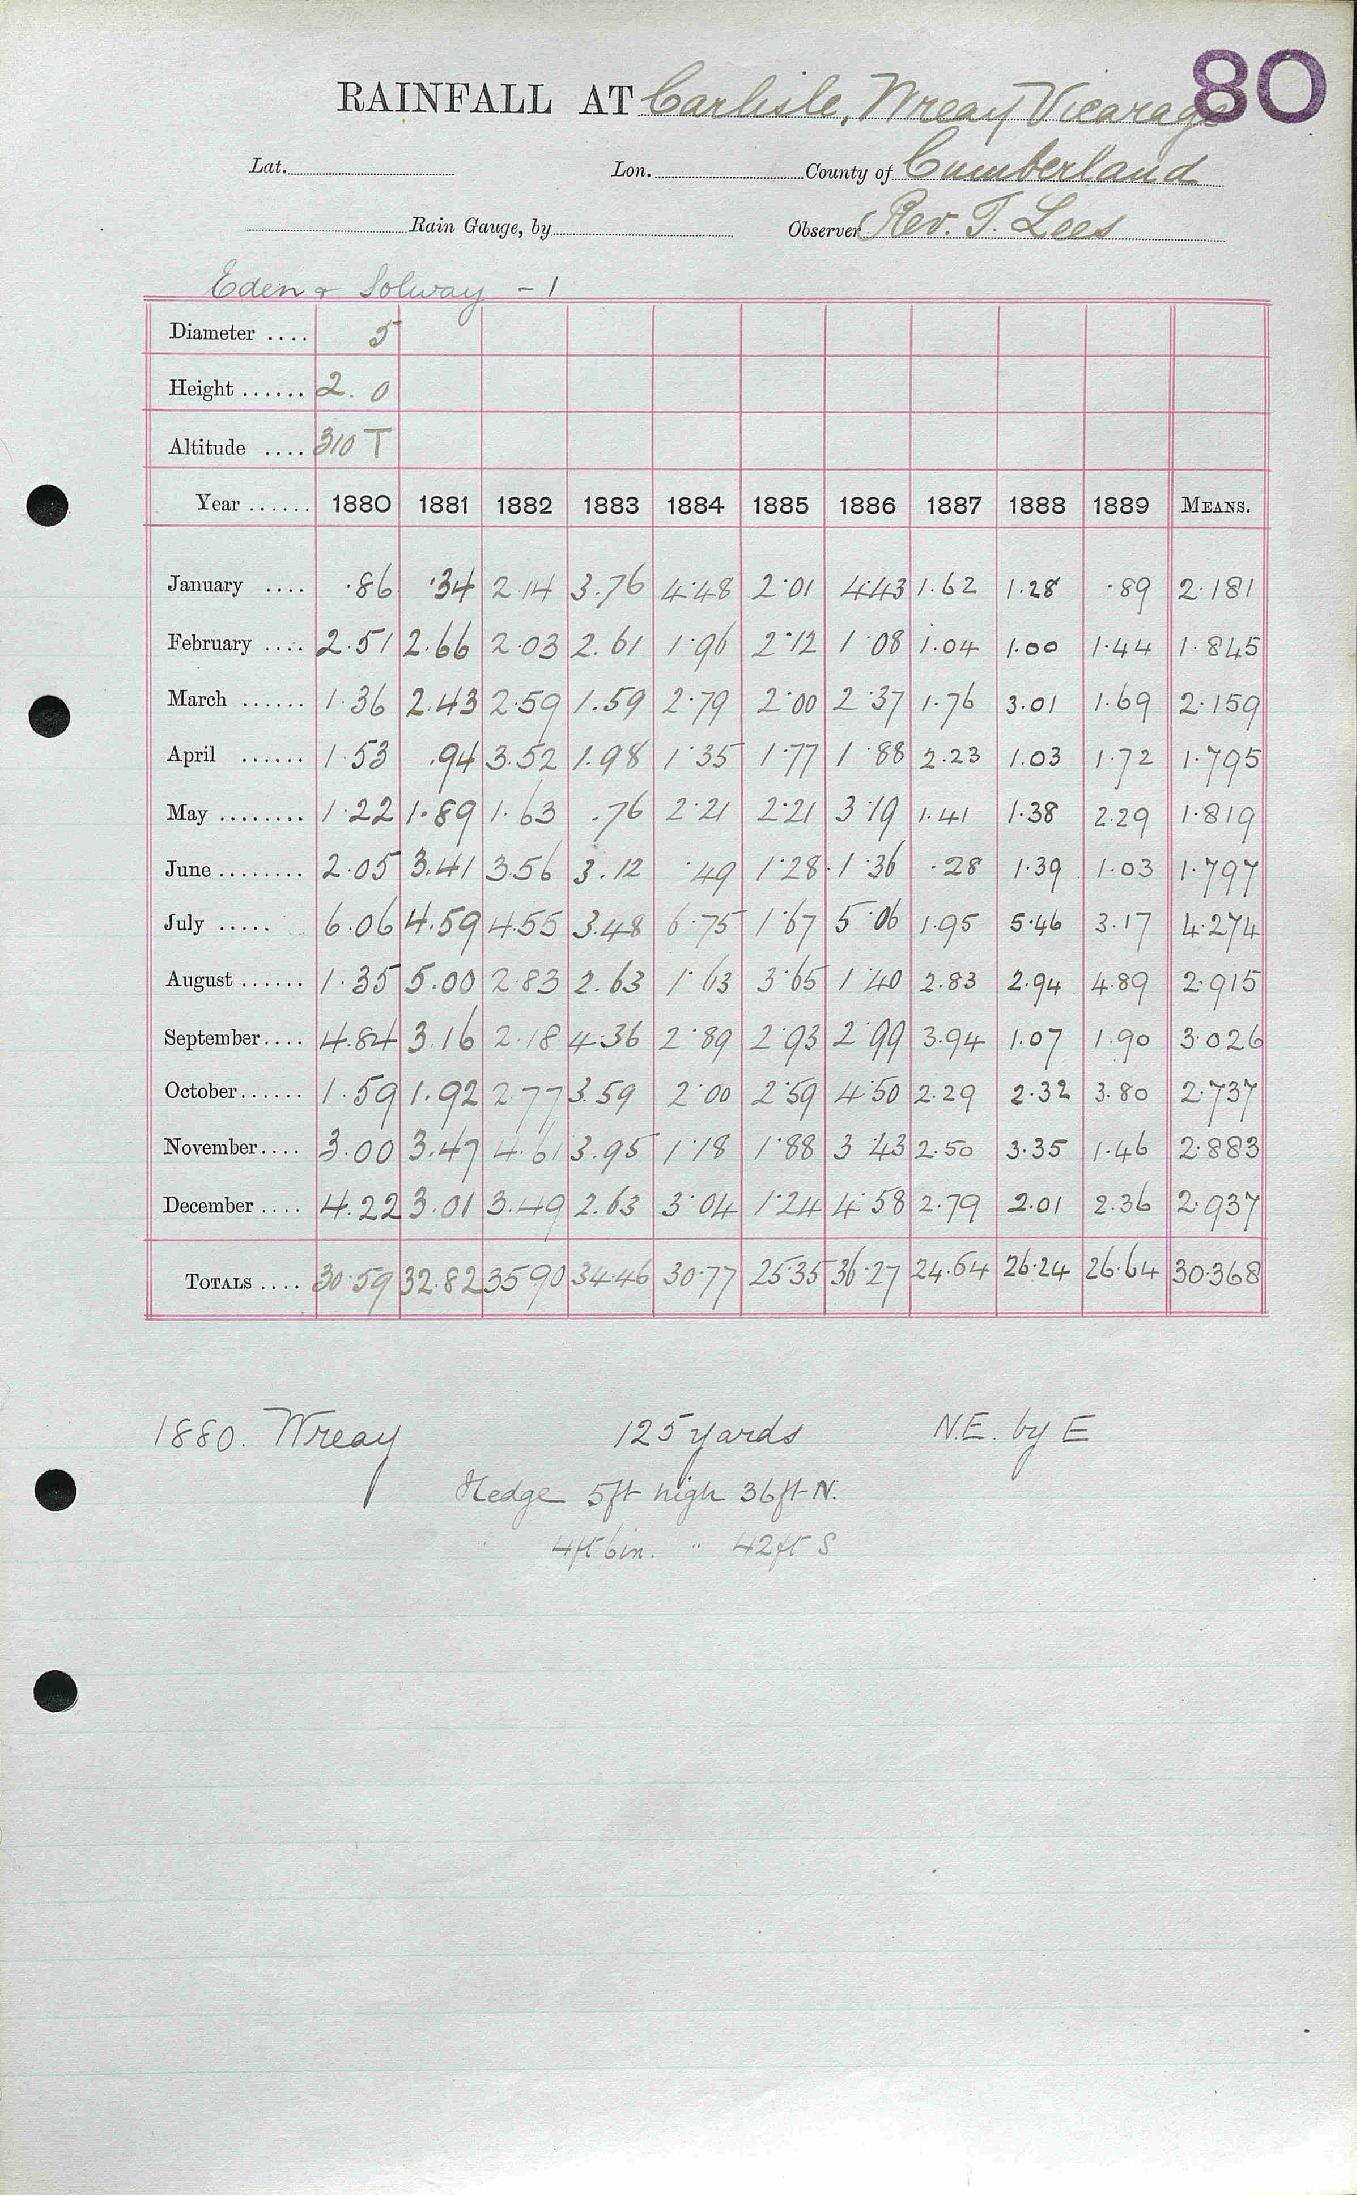 80
RAINFALL AT Carlisle, Wreay Vicarage
Lat. Lon. County of Cumberland
Rain Gauge, by Observer Rev. T. Lees
Eden & Solway - 1
Diameter .... 5
Height ...... 2. 0
Altitude .... 310 T
Year ...... 1880 1881 1882 1883 1884 1885 1886 1887 1888 1889 MEANS.
January .... .86 .34 2.14 3.76 4.48 2.01 4.43 1.62 1.28 .89 2.181
February .... 2.51 2.66 2.03 2.61 1.96 2.12 1.08 1.04 1.00 1.44 1.845
March ...... 1.36 2.43 2.59 1.59 2.79 2.00 2.37 1.76 3.01 1.69 2.159
April ...... 1.53 .94 3.52 1.98 1.35 1.77 1.88 2.23 1.03 1.72 1.795
May ........ 1.22 1.89 1.63 .76 2.21 2.21 3.19 1.41 1.38 2.29 1.819
June ........ 2.05 3.41 3.56 3.12 .49 1.28 1.36 .28 1.39 1.03 1.797
July ..... 6.06 4.59 4.55 3.48 6.75 1.67 5.06 1.95 5.46 3.17 4.274
August ...... 1.35 5.00 2.83 2.63 1.63 3.65 1.40 2.83 2.94 4.89 2.915
September.... 4.84 3.16 2.18 4.36 2.89 2.93 2.99 3.94 1.07 1.90 3.026
October...... 1.59 1.92 2.77 3.59 2.00 2.59 4.50 2.29 2.32 3.80 2.737
November.... 3.00 3.47 4.61 3.95 1.18 1.88 3.43 2.50 3.35 1.46 2.883
December .... 4.22 3.01 3.49 2.63 3.04 1.24 4.58 2.79 2.01 2.36 2.937
TOTALS .... 30.59 32.82 35.90 34.46 30.77 25.35 36.27 24.64 26.24 26.64 30.368
1880. Wreay 125 yards N.E. by E
Hedge 5ft high 36ft N.
" 4ft 6in. " 42ft S